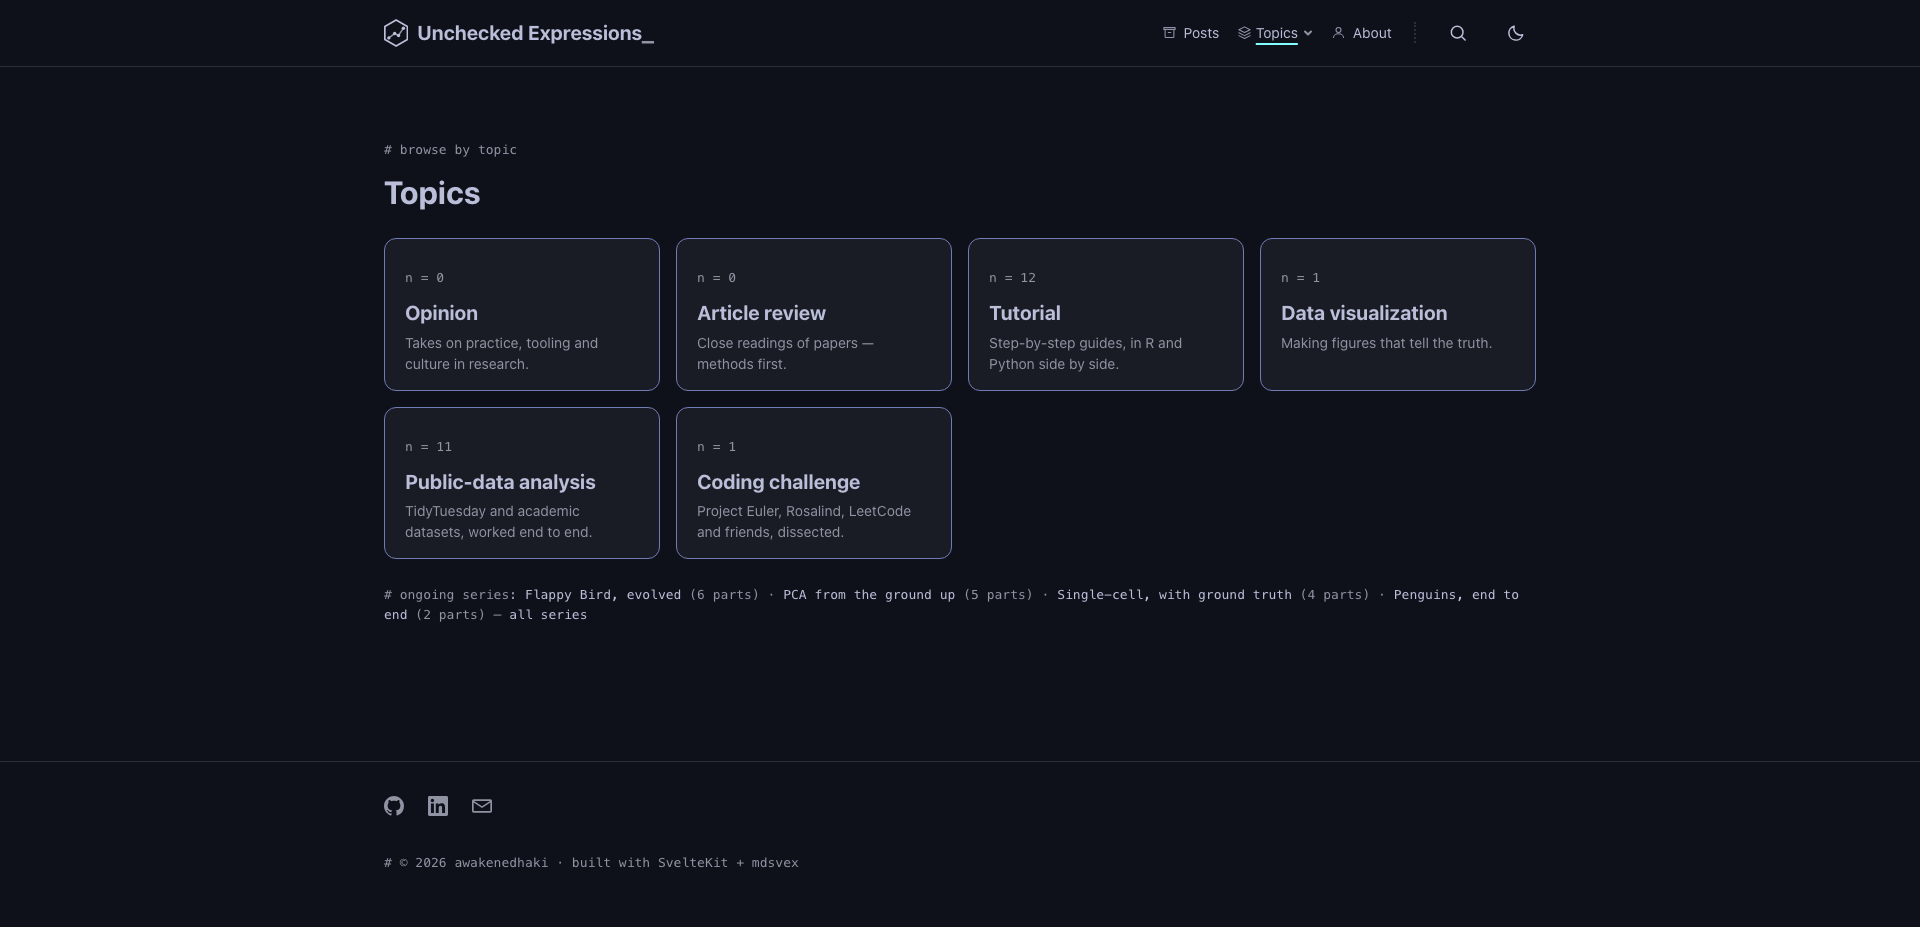 Unchecked Expressions_
Posts
Topics
About
# browse by topic
Topics
n = 0
Opinion
Takes on practice, tooling and
culture in research.
n = 0
Article review
Close readings of papers —
methods first.
n = 12
Tutorial
Step-by-step guides, in R and
Python side by side.
n = 1
Data visualization
Making figures that tell the truth.
n = 11
Public-data analysis
TidyTuesday and academic
datasets, worked end to end.
n = 1
Coding challenge
Project Euler, Rosalind, LeetCode
and friends, dissected.
# ongoing series: Flappy Bird, evolved (6 parts) · PCA from the ground up (5 parts) · Single-cell, with ground truth (4 parts) · Penguins, end to
end (2 parts) — all series
# © 2026 awakenedhaki · built with SvelteKit + mdsvex